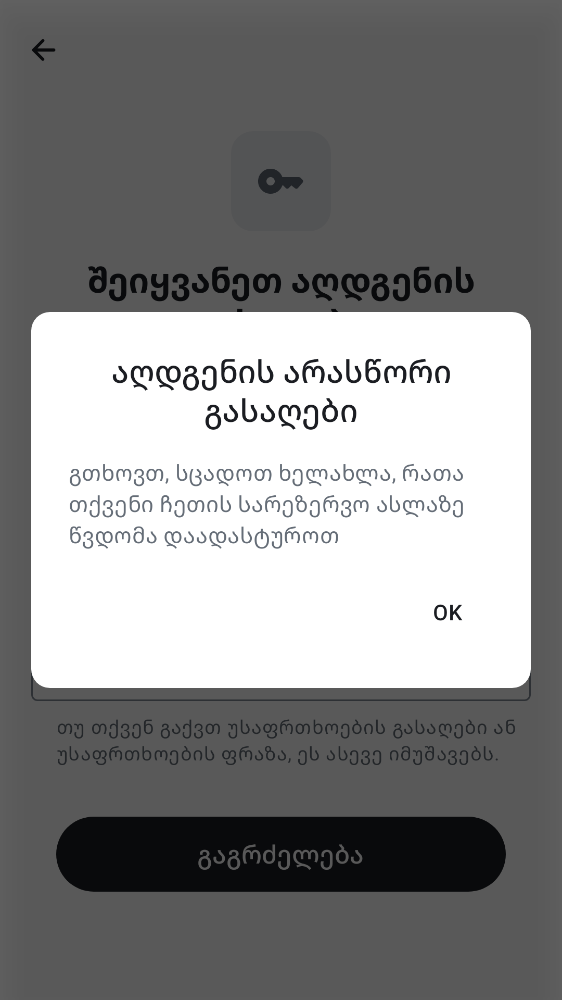 შეიყვანეთ აღდგენის
აღდგენის არასწორი
გასაღები
გთხოვთ, სცადოთ ხელახლა, რათა
თქვენი ჩეთის სარეზერვო ასლაზე
წვდომა დაადასტუროთ
OK
თუ თქვენ გაქვთ უსაფრთხოების გასაღები ან
უსაფრთხოების ფრაზა, ეს ასევე იმუშავებს.
გაგრძელება